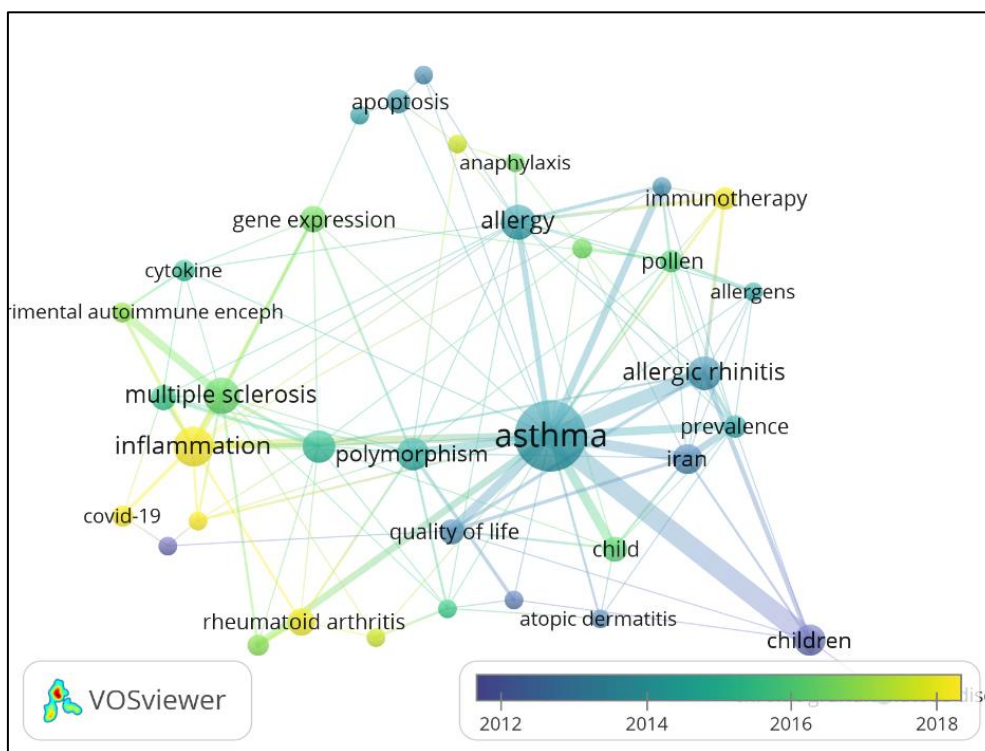 apoptosis
anaphylaxis
immunotherapy
gene expression
allergy
pollen
cytokine
allergens
rimental autoimmune enceph
allergic rhinitis
multiple sclerosis
prevalence
asthma
inflammation
polymorphism
iran
covid-19
quality of life
child
rheumatoid arthritis
atopic dermatitis
children
VOSviewer
2012
2014
2016
2018